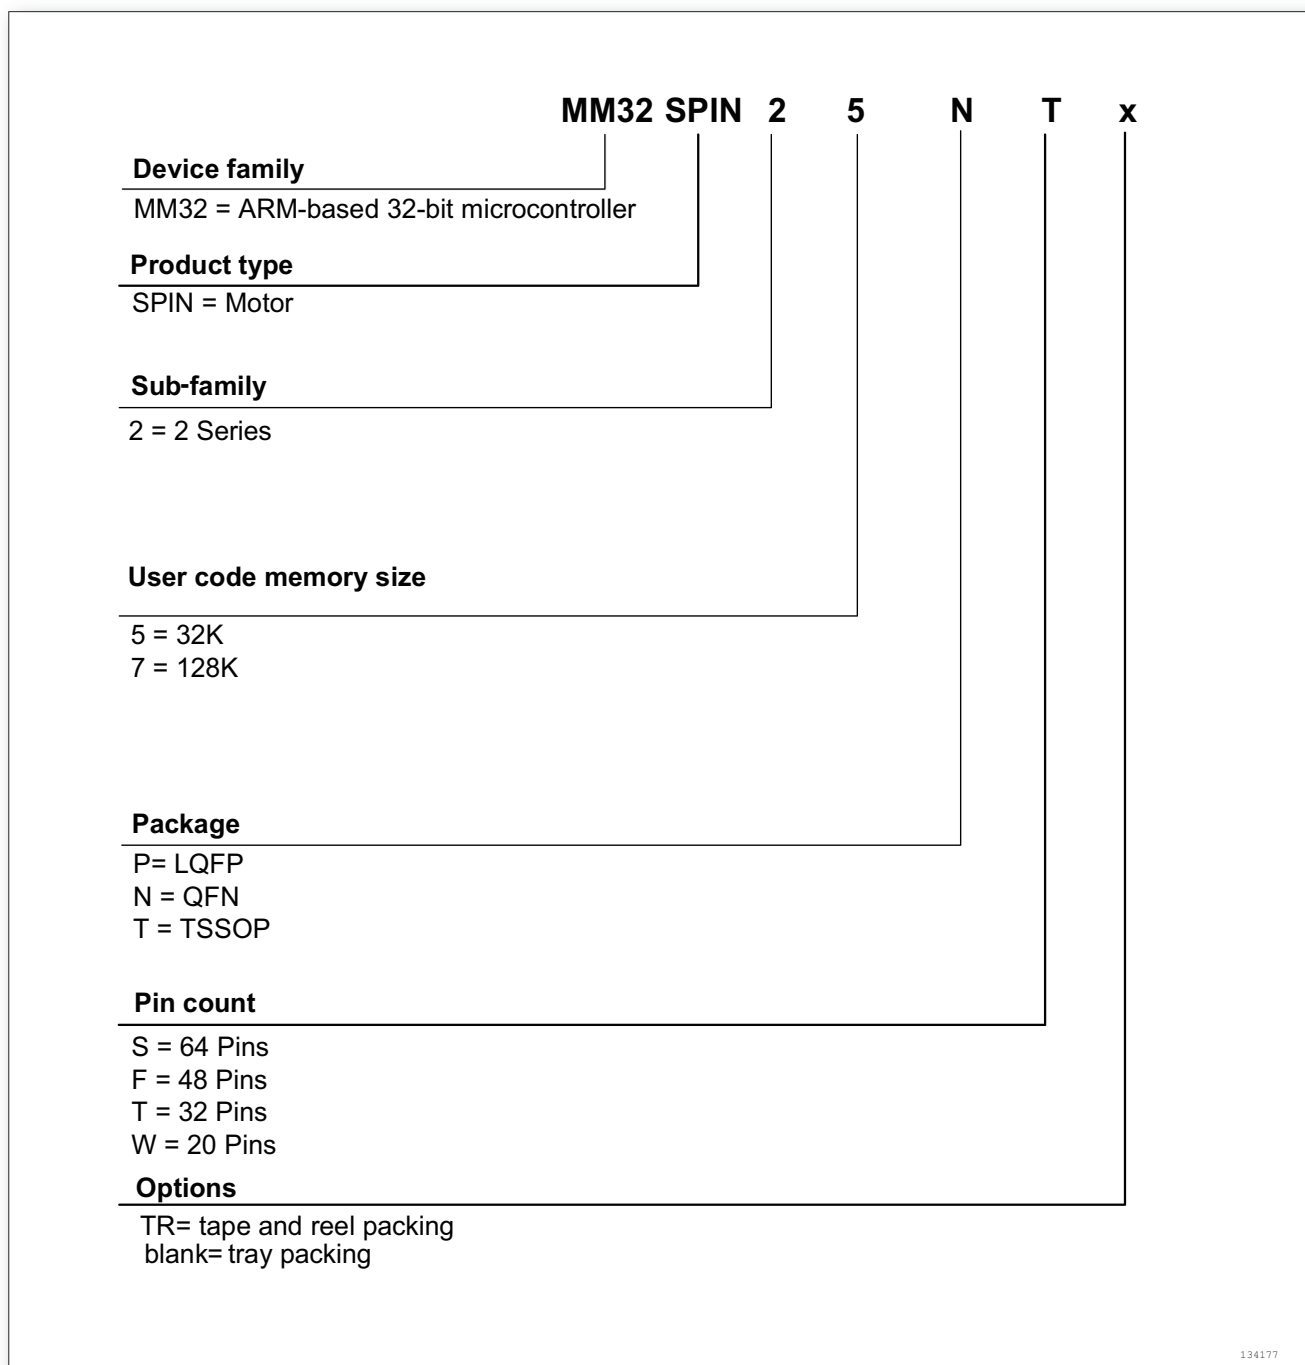 MM32 SPIN 2 5 N T x
Device family
MM32 = ARM-based 32-bit microcontroller
Product type
SPIN = Motor
Sub-family
2 = 2 Series
User code memory size
5 = 32K
7 = 128K
Package
P= LQFP
N = QFN
T = TSSOP
Pin count
S = 64 Pins
F = 48 Pins
T = 32 Pins
W = 20 Pins
Options
TR= tape and reel packing
blank= tray packing
134177